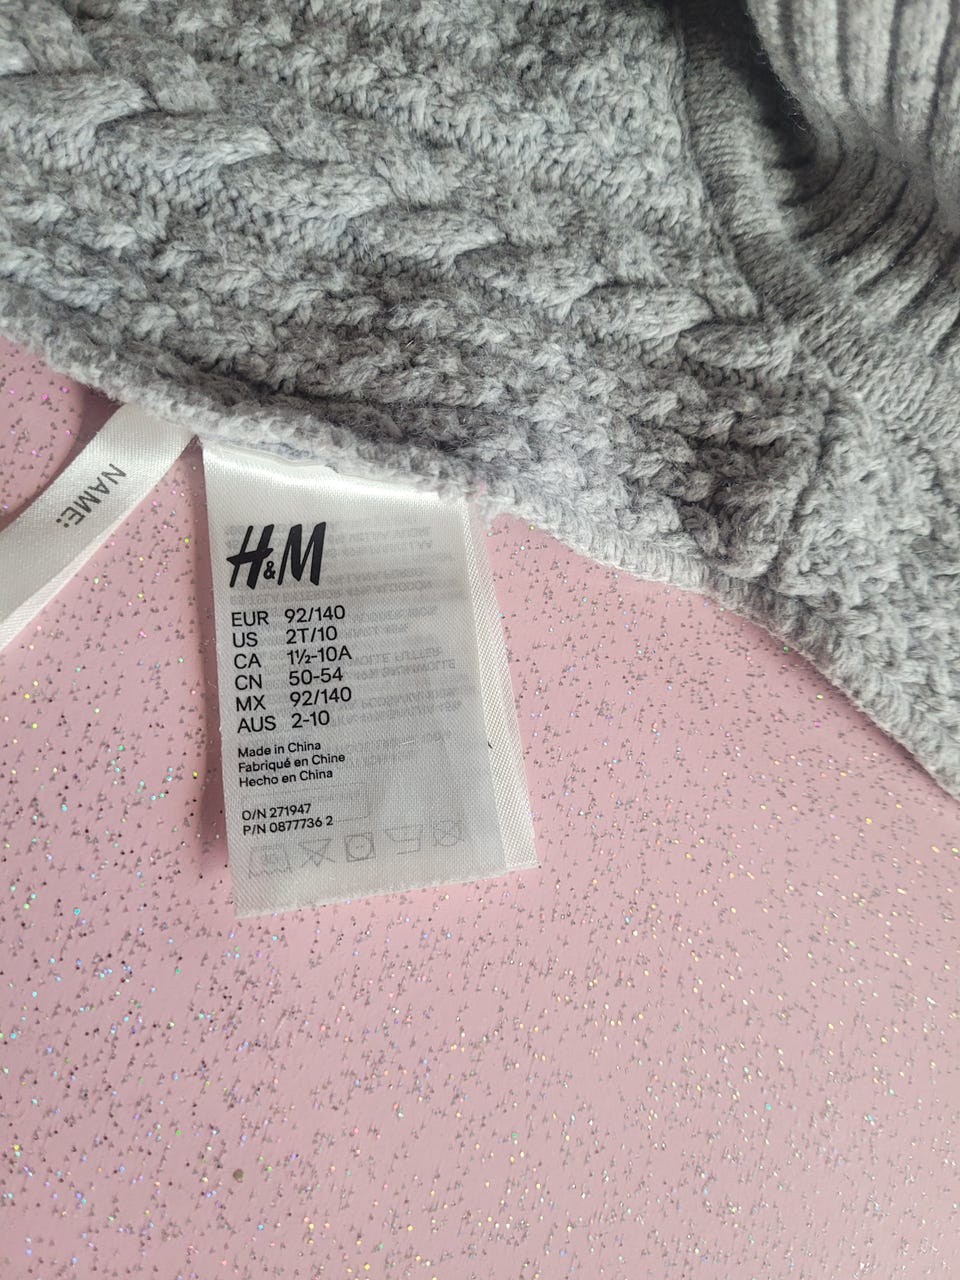 NAME:
H&M
EUR 92/140
US 2T/10
CA 1½-10A
CN 50-54
MX 92/140
AUS 2-10
Made in China
Fabriqué en Chine
Hecho en China
O/N 271947
P/N 0877736 2